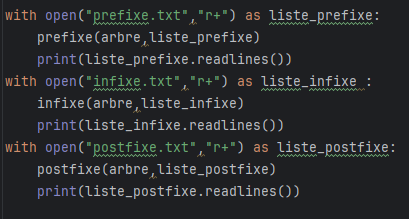 with open("prefixe.txt","r+") as liste_prefixe:
    prefixe(arbre,liste_prefixe)
    print(liste_prefixe.readlines())
with open("infixe.txt","r+") as liste_infixe :
    infixe(arbre,liste_infixe)
    print(liste_infixe.readlines())
with open("postfixe.txt","r+") as liste_postfixe:
    postfixe(arbre,liste_postfixe)
    print(liste_postfixe.readlines())